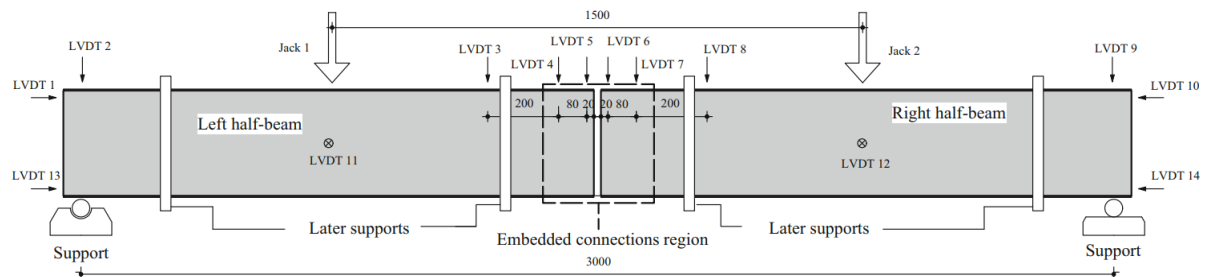 1500
LVDT 2
Jack 1
LVDT 3
LVDT 5
LVDT 6
LVDT 8
Jack 2
LVDT 9
LVDT 4
LVDT 7
LVDT 1
LVDT 10
200
80
20
20
80
200
Left half-beam
Right half-beam
LVDT 11
LVDT 12
LVDT 13
LVDT 14
Support
Later supports
Embedded connections region
Later supports
Support
3000